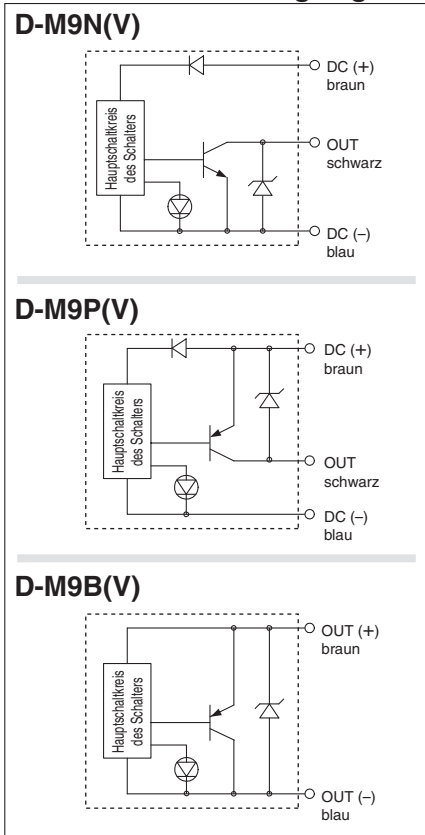 D-M9N(V)
DC (+)
braun
Hauptschaltkreis
des Schalters
OUT
schwarz
DC (–)
blau
D-M9P(V)
DC (+)
braun
Hauptschaltkreis
des Schalters
OUT
schwarz
DC (–)
blau
D-M9B(V)
OUT (+)
braun
Hauptschaltkreis
des Schalters
OUT (–)
blau